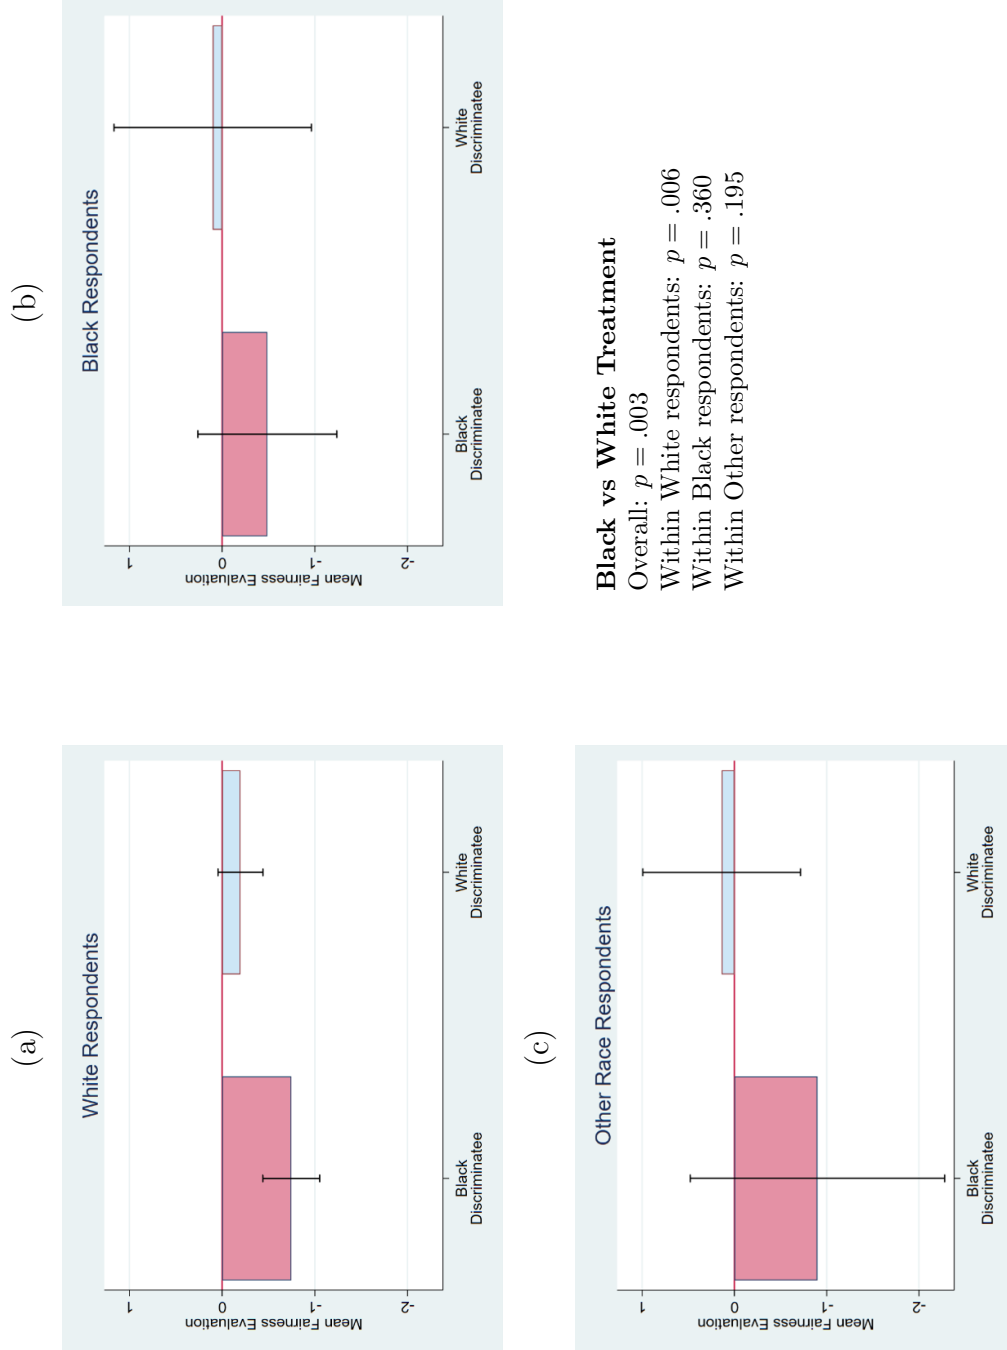 (a)
White Respondents
Mean Fairness Evaluation
1
0
-1
-2
Black
Discriminatee
White
Discriminatee
(b)
Black Respondents
Mean Fairness Evaluation
1
0
-1
-2
Black
Discriminatee
White
Discriminatee
(c)
Other Race Respondents
Mean Fairness Evaluation
1
0
-1
-2
Black
Discriminatee
White
Discriminatee
Black vs White Treatment
Overall: p = .003
Within White respondents: p = .006
Within Black respondents: p = .360
Within Other respondents: p = .195